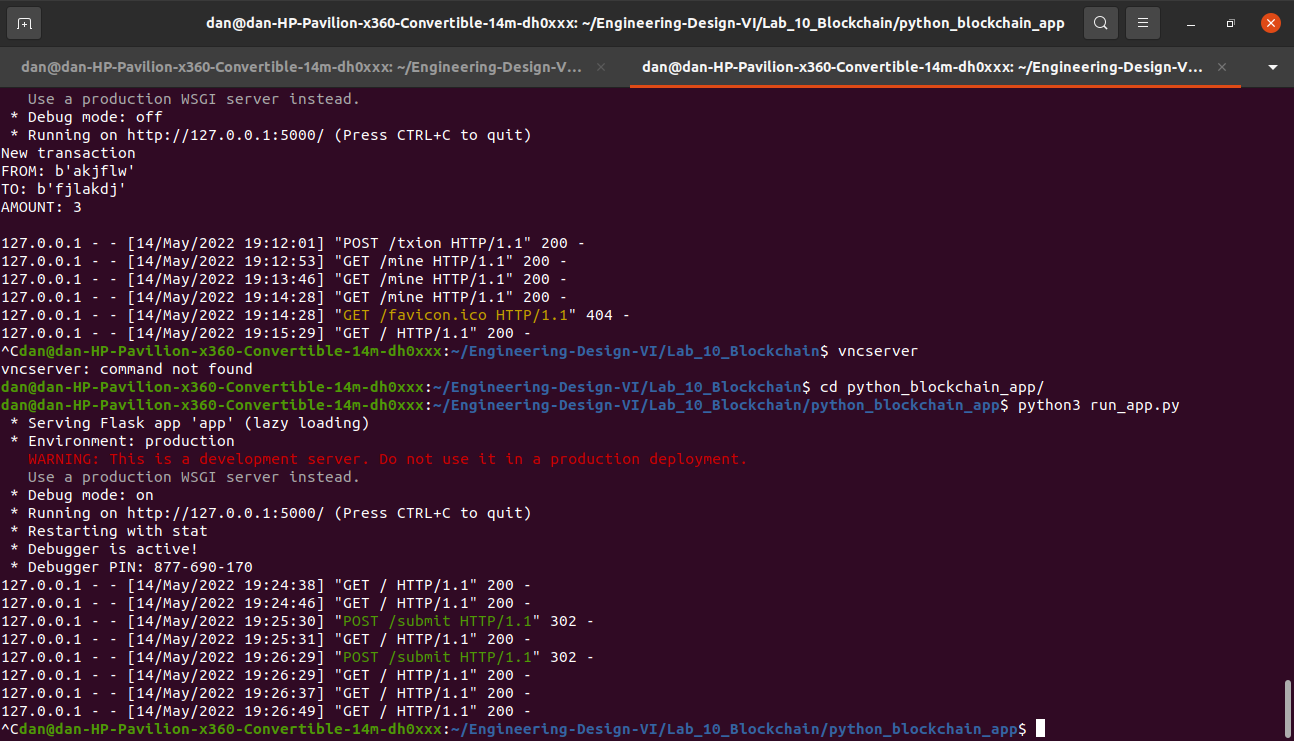 dan@dan-HP-Pavilion-x360-Convertible-14m-dh0xxx: ~/Engineering-Design-VI/Lab_10_Blockchain/python_blockchain_app
dan@dan-HP-Pavilion-x360-Convertible-14m-dh0xxx: ~/Engineering-Design-V... × dan@dan-HP-Pavilion-x360-Convertible-14m-dh0xxx: ~/Engineering-Design-V... ×
   Use a production WSGI server instead.
 * Debug mode: off
 * Running on http://127.0.0.1:5000/ (Press CTRL+C to quit)
New transaction
FROM: b'akjflw'
TO: b'fjlakdj'
AMOUNT: 3
127.0.0.1 - - [14/May/2022 19:12:01] "POST /txion HTTP/1.1" 200 -
127.0.0.1 - - [14/May/2022 19:12:53] "GET /mine HTTP/1.1" 200 -
127.0.0.1 - - [14/May/2022 19:13:46] "GET /mine HTTP/1.1" 200 -
127.0.0.1 - - [14/May/2022 19:14:28] "GET /mine HTTP/1.1" 200 -
127.0.0.1 - - [14/May/2022 19:14:28] "GET /favicon.ico HTTP/1.1" 404 -
127.0.0.1 - - [14/May/2022 19:15:29] "GET / HTTP/1.1" 200 -
^Cdan@dan-HP-Pavilion-x360-Convertible-14m-dh0xxx:~/Engineering-Design-VI/Lab_10_Blockchain$ vncserver
vncserver: command not found
dan@dan-HP-Pavilion-x360-Convertible-14m-dh0xxx:~/Engineering-Design-VI/Lab_10_Blockchain$ cd python_blockchain_app/
dan@dan-HP-Pavilion-x360-Convertible-14m-dh0xxx:~/Engineering-Design-VI/Lab_10_Blockchain/python_blockchain_app$ python3 run_app.py
 * Serving Flask app 'app' (lazy loading)
 * Environment: production
   WARNING: This is a development server. Do not use it in a production deployment.
   Use a production WSGI server instead.
 * Debug mode: on
 * Running on http://127.0.0.1:5000/ (Press CTRL+C to quit)
 * Restarting with stat
 * Debugger is active!
 * Debugger PIN: 877-690-170
127.0.0.1 - - [14/May/2022 19:24:38] "GET / HTTP/1.1" 200 -
127.0.0.1 - - [14/May/2022 19:24:46] "GET / HTTP/1.1" 200 -
127.0.0.1 - - [14/May/2022 19:25:30] "POST /submit HTTP/1.1" 302 -
127.0.0.1 - - [14/May/2022 19:25:31] "GET / HTTP/1.1" 200 -
127.0.0.1 - - [14/May/2022 19:26:29] "POST /submit HTTP/1.1" 302 -
127.0.0.1 - - [14/May/2022 19:26:29] "GET / HTTP/1.1" 200 -
127.0.0.1 - - [14/May/2022 19:26:37] "GET / HTTP/1.1" 200 -
127.0.0.1 - - [14/May/2022 19:26:49] "GET / HTTP/1.1" 200 -
^Cdan@dan-HP-Pavilion-x360-Convertible-14m-dh0xxx:~/Engineering-Design-VI/Lab_10_Blockchain/python_blockchain_app$